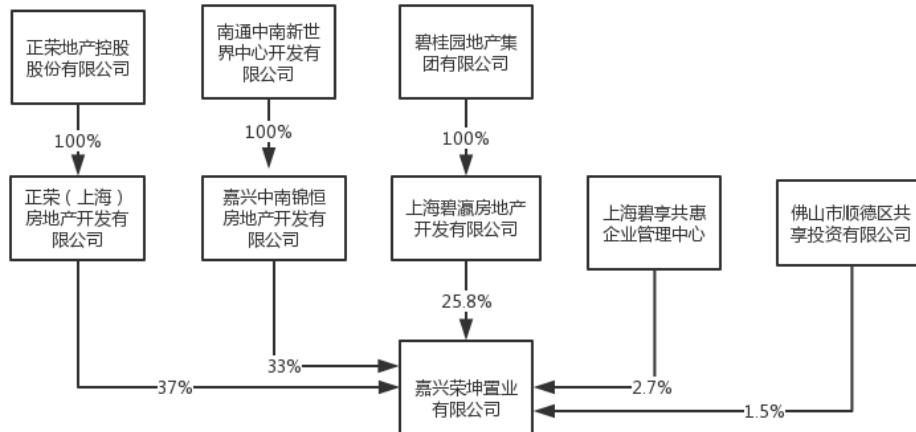 正荣地产控股
股份有限公司
南通中南新世
界中心开发有
限公司
碧桂园地产集
团有限公司
100%
100%
100%
正荣（上海）
房地产开发有
限公司
嘉兴中南锦恒
房地产开发有
限公司
上海碧瀛房地产
开发有限公司
上海碧享共惠
企业管理中心
佛山市顺德区共
享投资有限公司
25.8%
33%
37%
2.7%
1.5%
嘉兴荣坤置业
有限公司